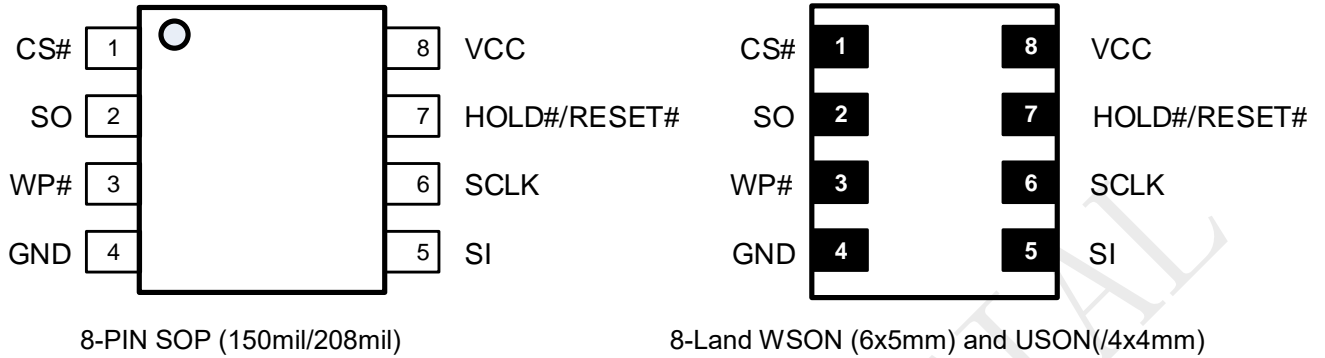 CS# 1 8 VCC
SO 2 7 HOLD#/RESET#
WP# 3 6 SCLK
GND 4 5 SI
8-PIN SOP (150mil/208mil)
CS# 1 8 VCC
SO 2 7 HOLD#/RESET#
WP# 3 6 SCLK
GND 4 5 SI
8-Land WSON (6x5mm) and USON(/4x4mm)